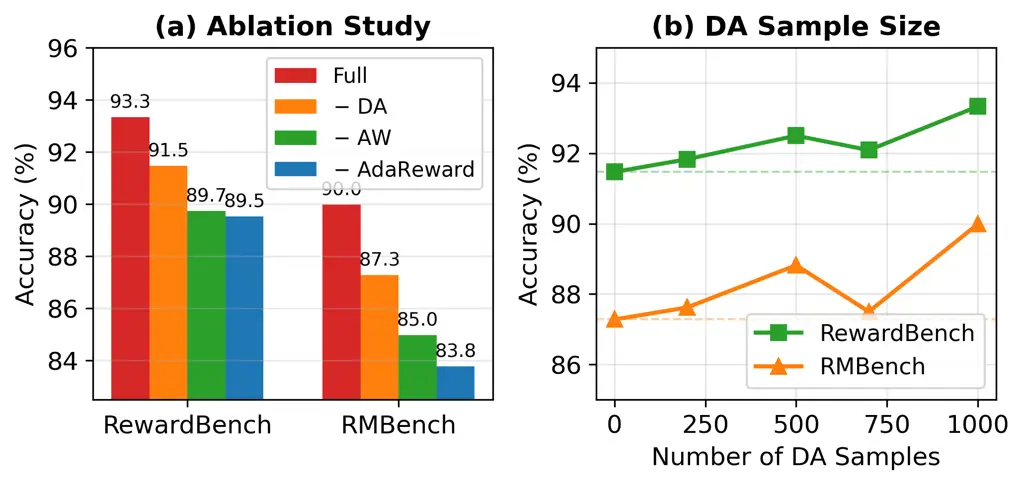 (a) Ablation Study
Accuracy (%)
96
94
92
90
88
86
84
93.3
91.5
89.7
89.5
90.0
87.3
85.0
83.8
Full
− DA
− AW
− AdaReward
RewardBench
RMBench
(b) DA Sample Size
Accuracy (%)
94
92
90
88
86
RewardBench
RMBench
0
250
500
750
1000
Number of DA Samples